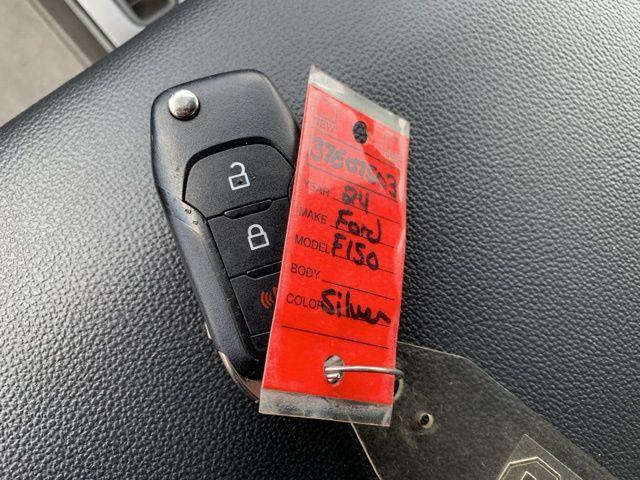 YEAR 24
MAKE Ford
MODEL F150
BODY
COLOR Silver